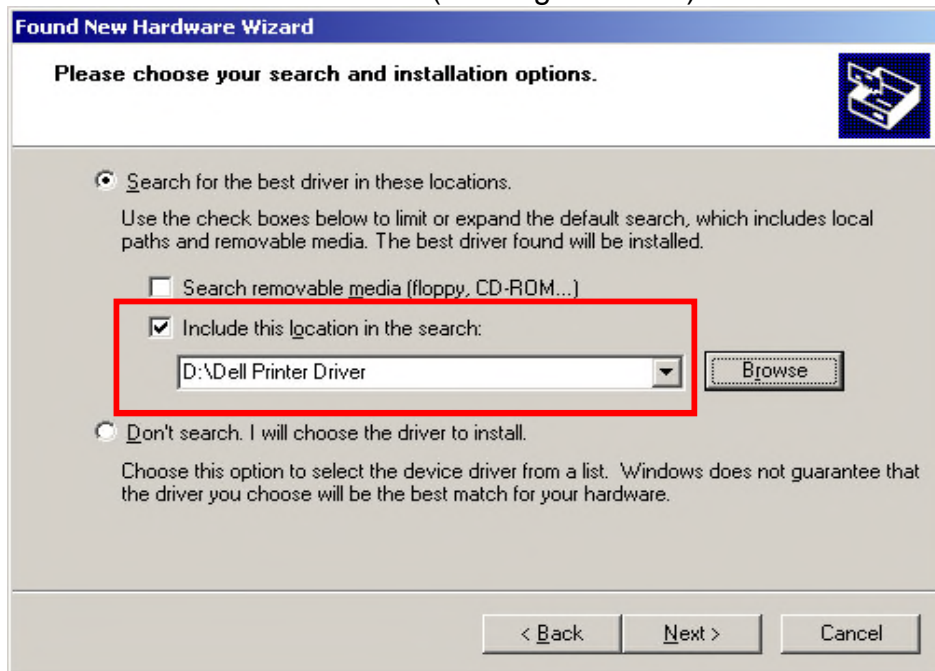 Found New Hardware Wizard
Please choose your search and installation options.
Search for the best driver in these locations.
Use the check boxes below to limit or expand the default search, which includes local
paths and removable media. The best driver found will be installed.
Search removable media (floppy, CD-ROM...)
Include this location in the search:
D:\Dell Printer Driver
Browse
Don't search. I will choose the driver to install.
Choose this option to select the device driver from a list. Windows does not guarantee that
the driver you choose will be the best match for your hardware.
< Back Next > Cancel